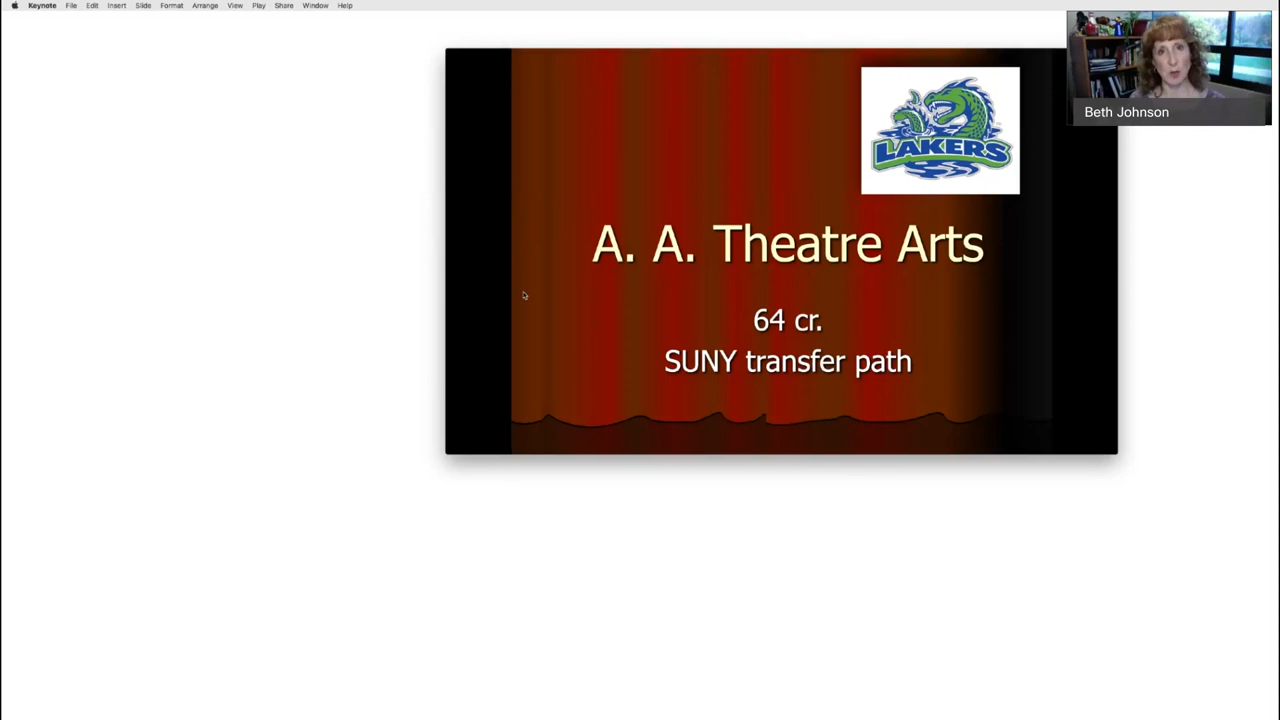 Keynote File Edit Insert Slide Format Arrange View Play Share Window Help
LAKERS
Beth Johnson
A. A. Theatre Arts
64 cr.
SUNY transfer path